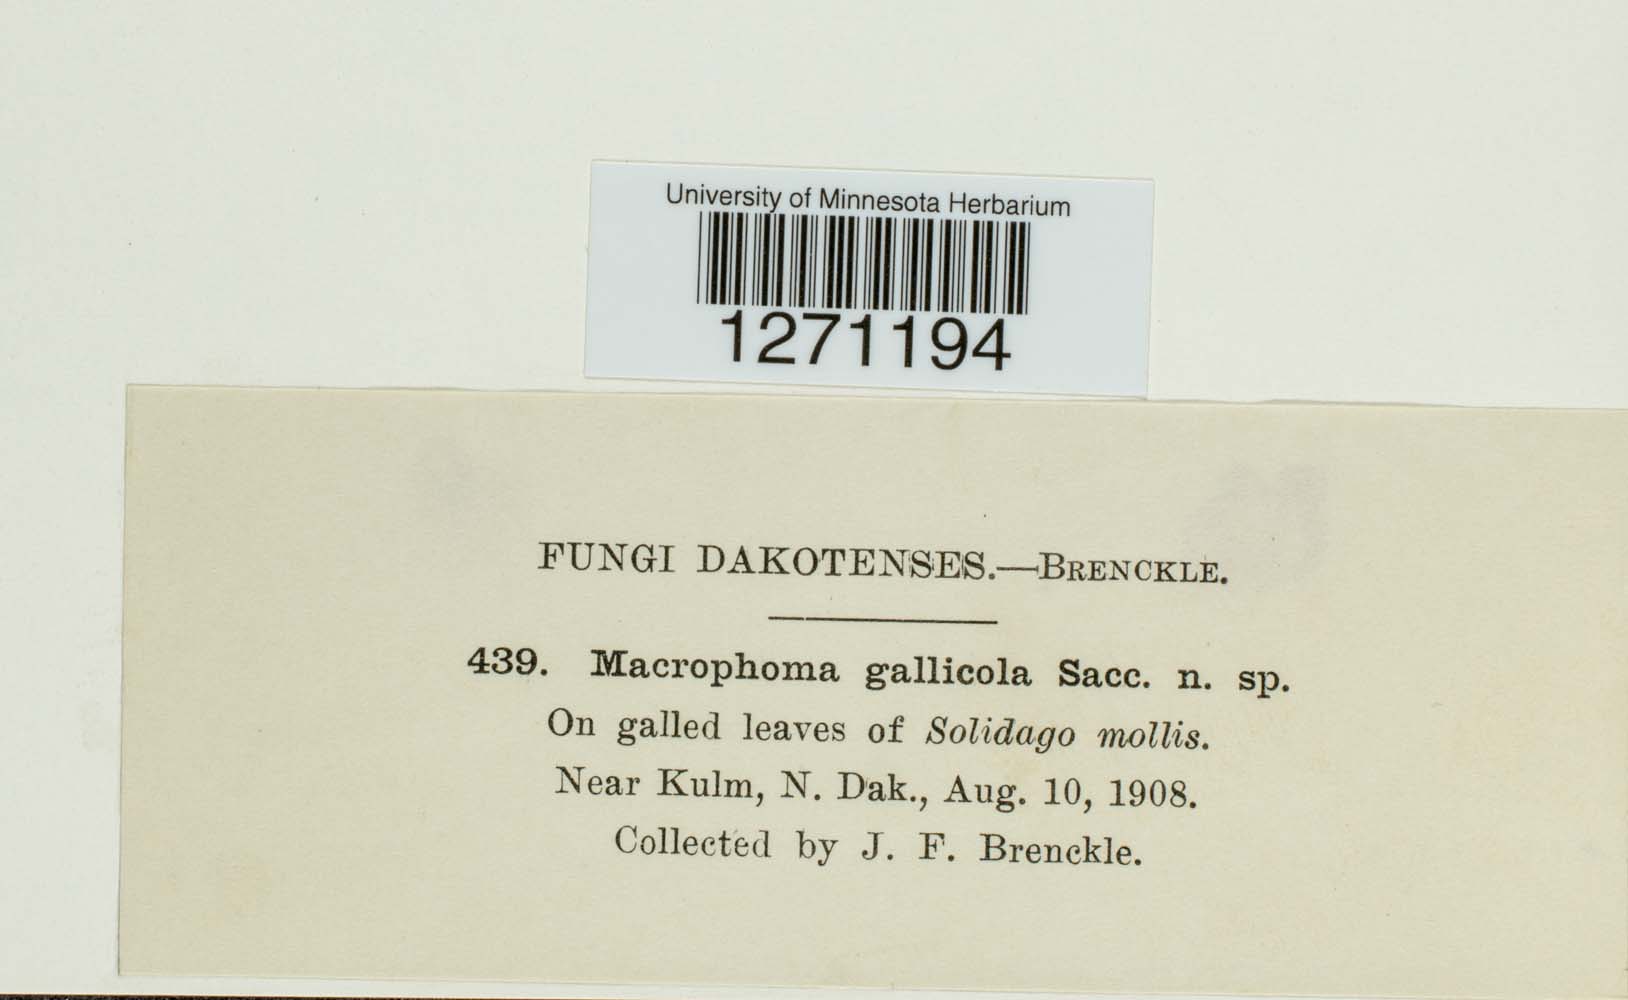 University of Minnesota Herbarium
1271194
FUNGI DAKOTENSES.—BRENCKLE.
439. Macrophoma gallicola Sacc. n. sp.
On galled leaves of Solidago mollis.
Near Kulm, N. Dak., Aug. 10, 1908.
Collected by J. F. Brenckle.